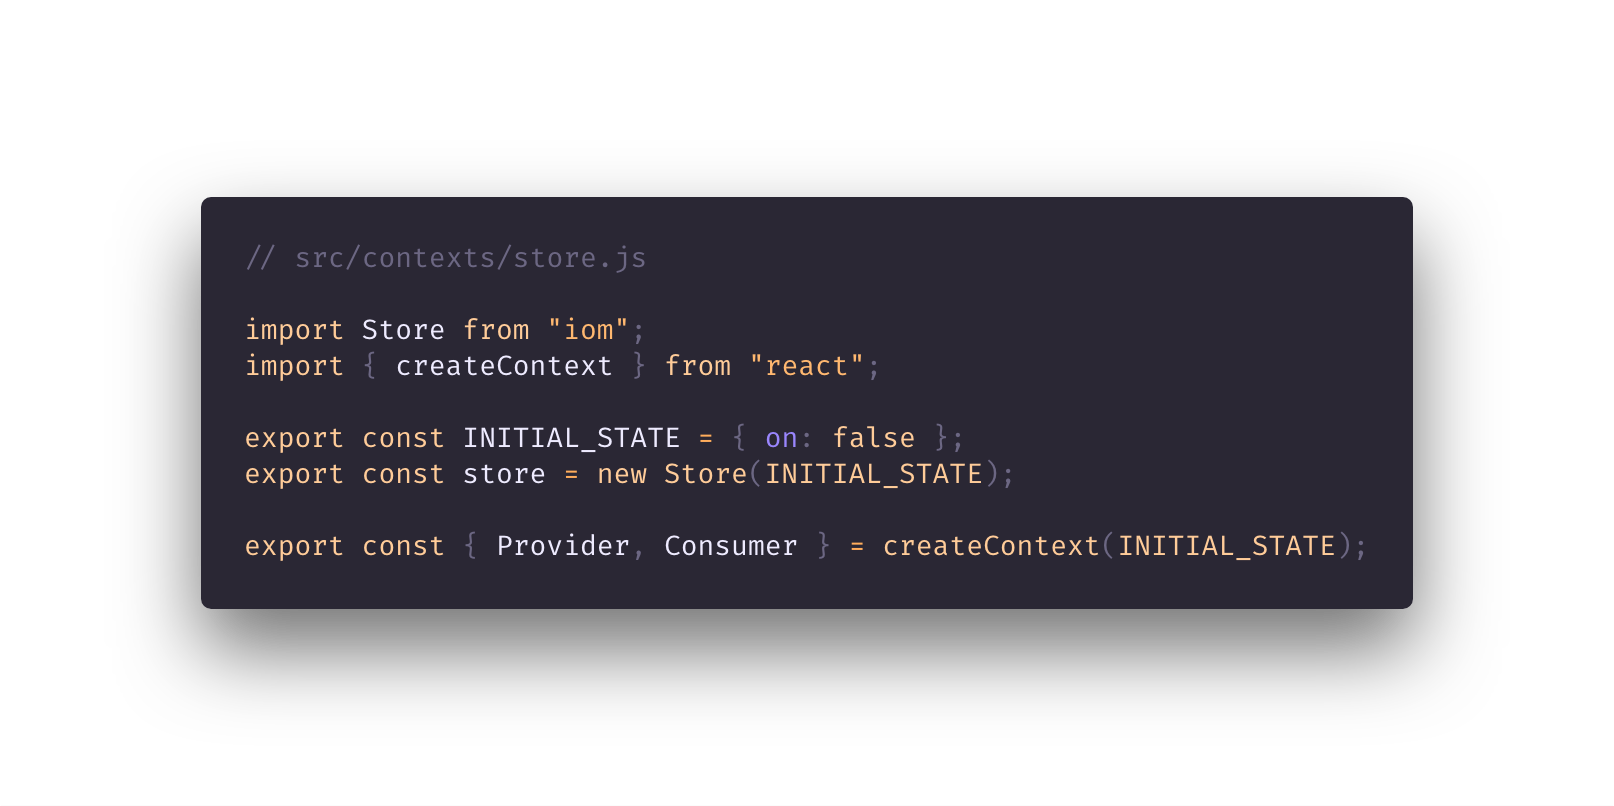 // src/contexts/store.js
import Store from "iom";
import { createContext } from "react";
export const INITIAL_STATE = { on: false };
export const store = new Store(INITIAL_STATE);
export const { Provider, Consumer } = createContext(INITIAL_STATE);